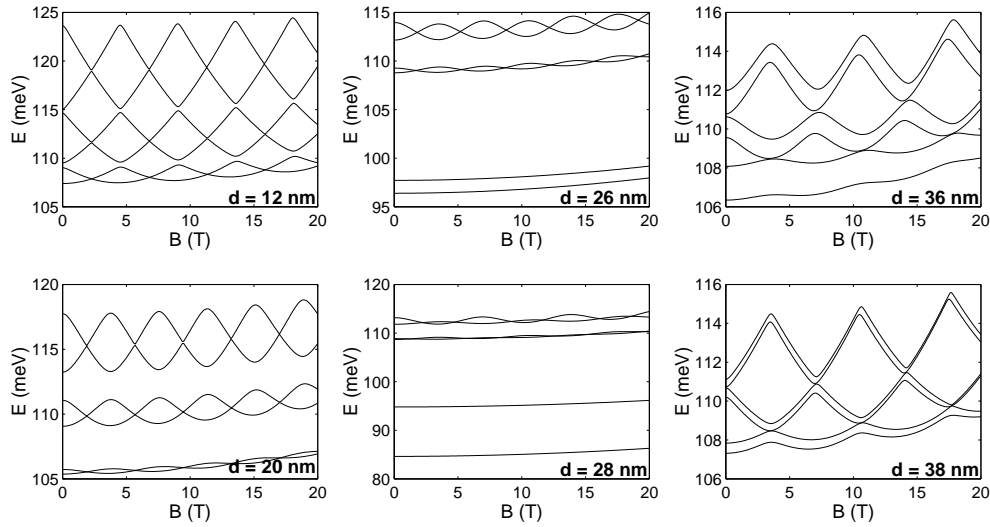 125
120
115
110
105
E (meV)
0 5 10 15 20
B (T)
d = 12 nm
115
110
100
95
E (meV)
0 5 10 15 20
B (T)
d = 26 nm
116
114
112
110
108
106
E (meV)
0 5 10 15 20
B (T)
d = 36 nm
120
115
110
105
E (meV)
0 5 10 15 20
B (T)
d = 20 nm
120
110
100
90
80
E (meV)
0 5 10 15 20
B (T)
d = 28 nm
116
114
112
110
108
106
E (meV)
0 5 10 15 20
B (T)
d = 38 nm